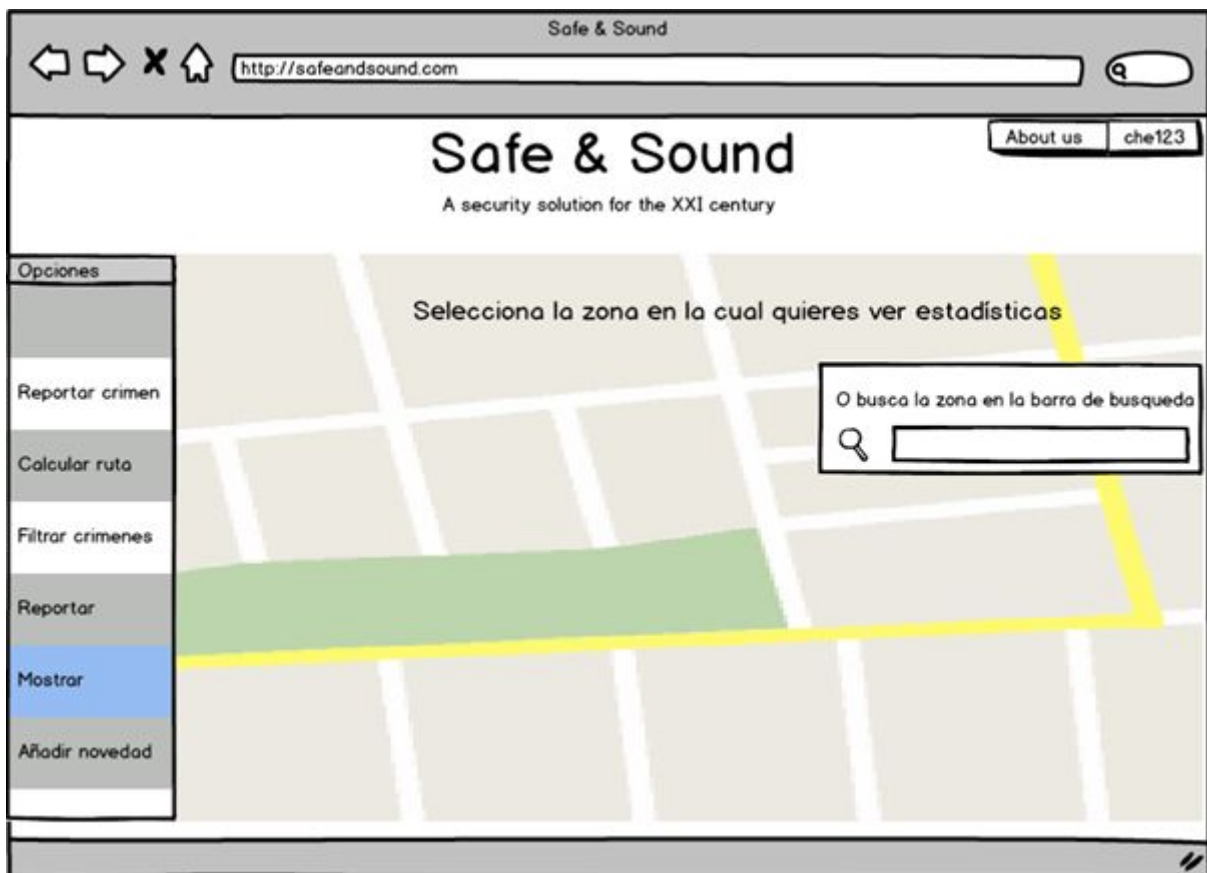 Safe & Sound
http://safeandsound.com
About us
che123
Safe & Sound
A security solution for the XXI century
Opciones
Reportar crimen
Calcular ruta
Filtrar crimenes
Reportar
Mostrar
Añadir novedad
Selecciona la zona en la cual quieres ver estadísticas
O busca la zona en la barra de busqueda